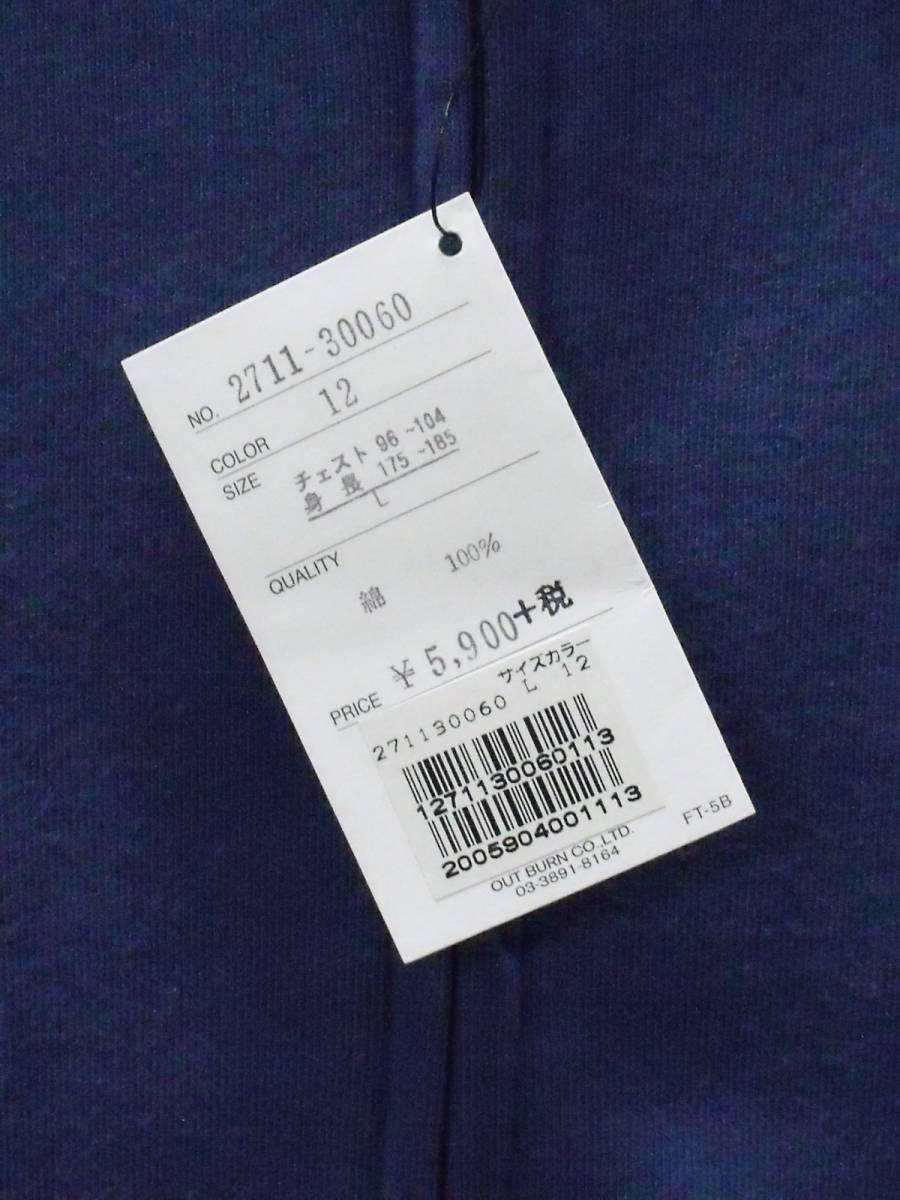 NO. 2711-30060
COLOR 12
SIZE チェスト 96 ~104
身長 175 ~185
L
QUALITY
綿 100%
PRICE ¥5,900+税
サイズカラー
271130060 L 12
1271130060113
2005904001113
OUT BURN CO.,LTD.
03-3891-8164
FT-5B